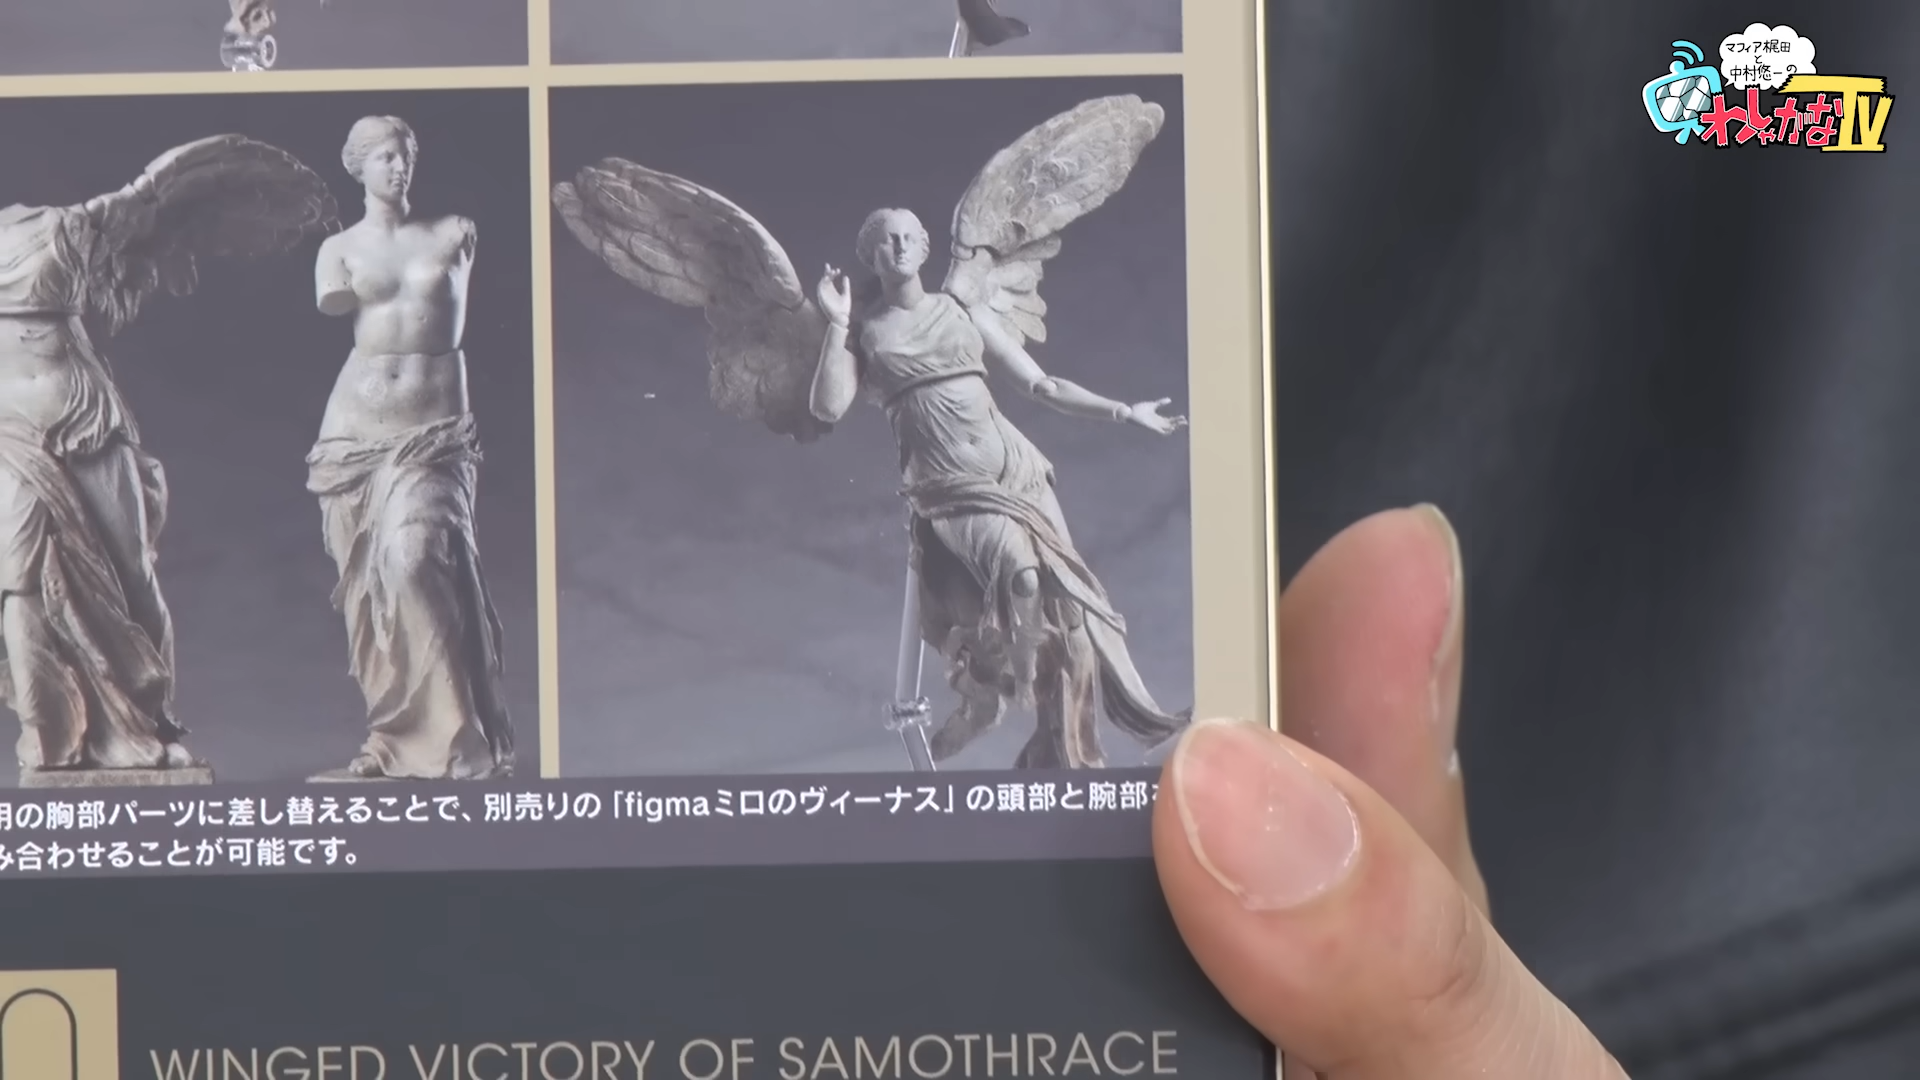 マフィア梶田
と
中村悠一の
わしゃがなTV
用の胸部パーツに差し替えることで、別売りの「figmaミロのヴィーナス」の頭部と腕部を
み合わせることが可能です。
WINGED VICTORY OF SAMOTHRACE